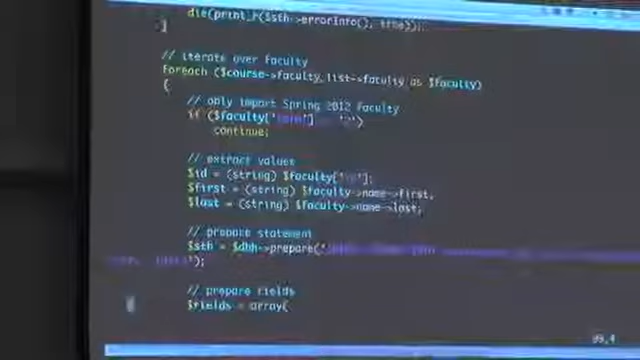 die(print_r($sth->errorInfo(), true));
}
// iterate over faculty
foreach ($course->faculty_list->faculty as $faculty)
{
// only import Spring 2012 faculty
if ($faculty['
continue;
// extract values
$id = (string) $faculty['id'];
$first = (string) $faculty->name->first;
$last = (string) $faculty->name->last;
// prepare statement
$sth = $dbh->prepare('
');
// prepare fields
$fields = array(